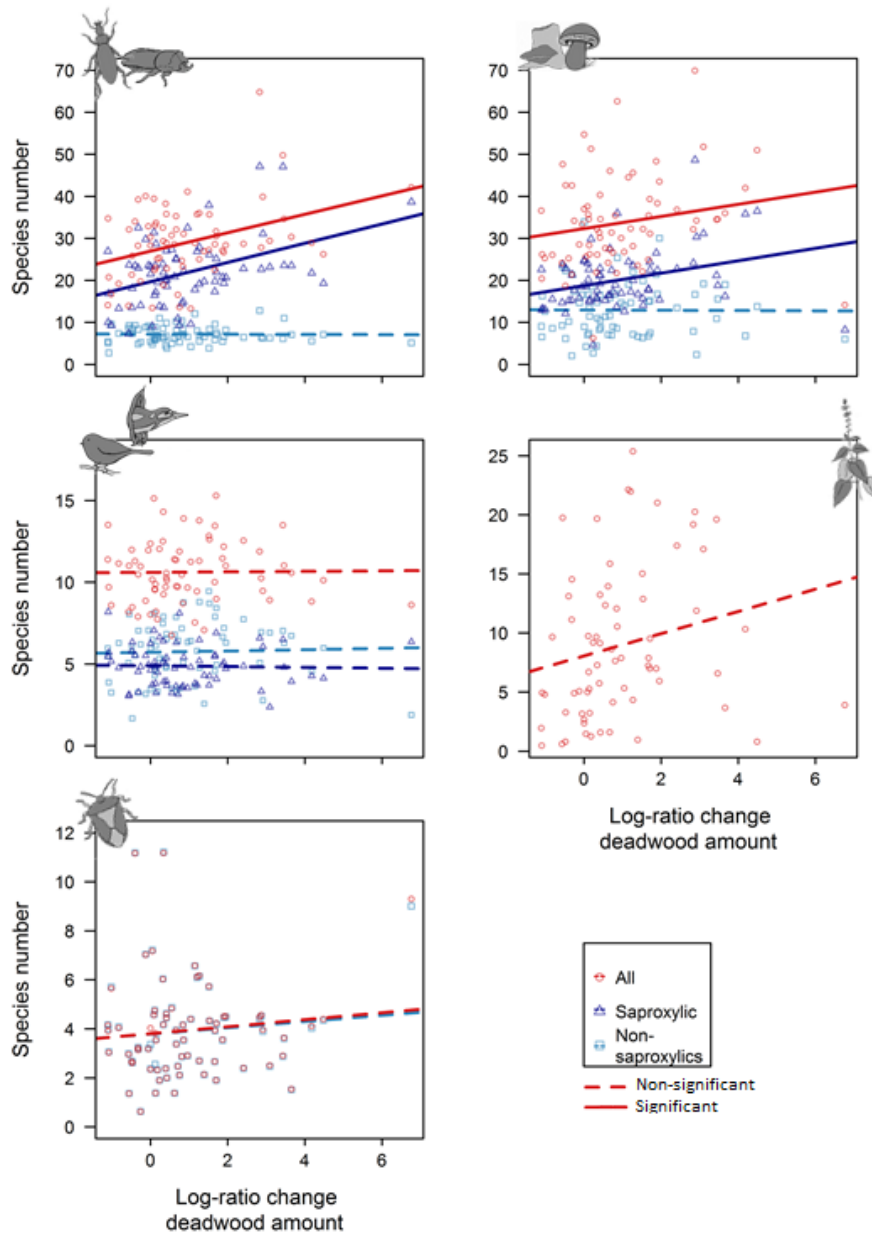 70
60
50
40
30
20
10
0
Species number
70
60
50
40
30
20
10
0
15
10
5
0
Species number
25
20
15
10
5
0
0 2 4 6
Log-ratio change
deadwood amount
12
10
8
6
4
2
0
Species number
0 2 4 6
Log-ratio change
deadwood amount
All
Saproxylic
Non-
saproxylics
Non-significant
Significant